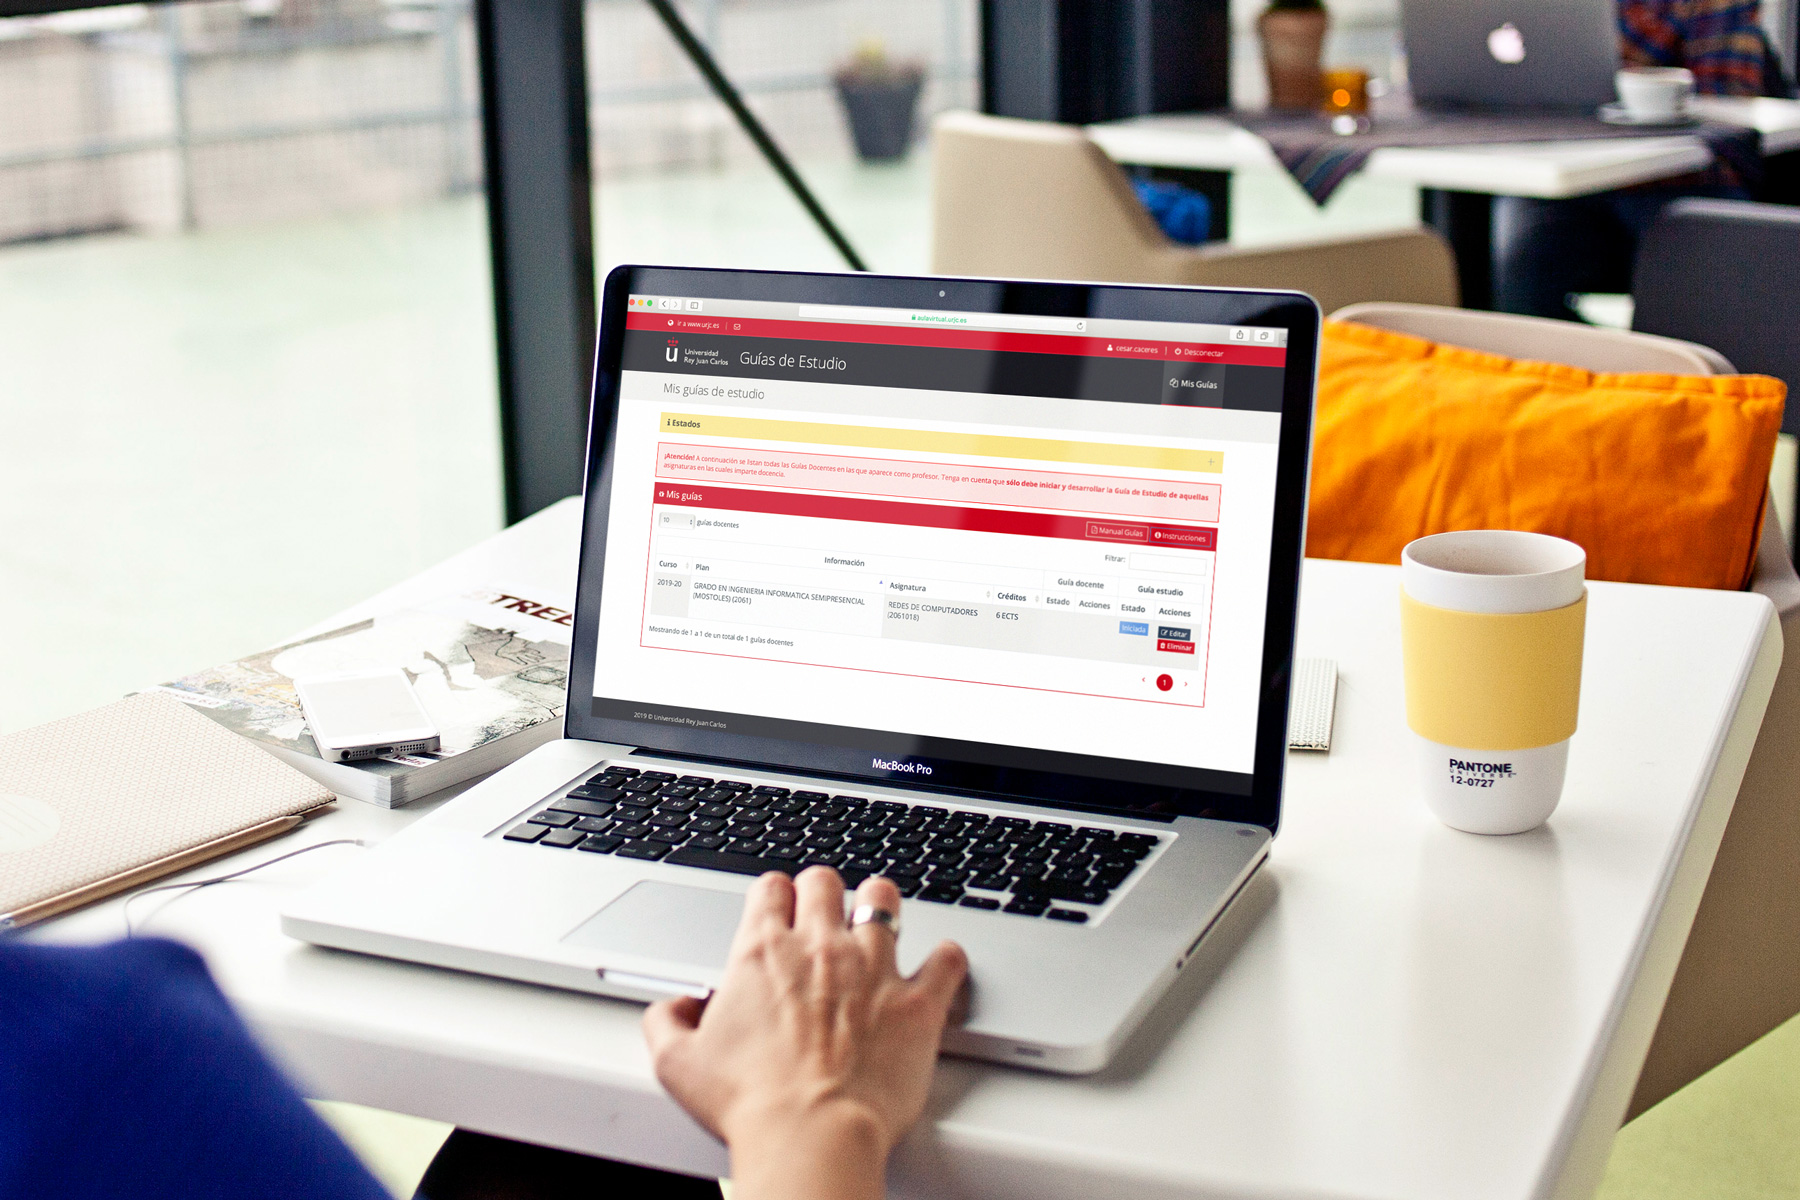 aulavirtual.urjc.es
ir a www.urjc.es
cesar.caceres
Desconectar
Universidad
Rey Juan Carlos
Guías de Estudio
Mis Guías
Mis guías de estudio
Estados
¡Atención! A continuación se listan todas las Guías Docentes en las que aparece como profesor. Tenga en cuenta que sólo debe iniciar y desarrollar la Guía de Estudio de aquellas
asignaturas en las cuales imparte docencia.
Mis guías
Manual Guías
Instrucciones
10 guías docentes
Filtrar:
Información
Guía docente
Guía estudio
Curso Plan Asignatura Créditos Estado Acciones Estado Acciones
2019-20
GRADO EN INGENIERIA INFORMATICA SEMIPRESENCIAL
(MOSTOLES) (2061)
REDES DE COMPUTADORES
(2061018)
6 ECTS
Iniciada
Editar
Eliminar
Mostrando de 1 a 1 de un total de 1 guías docentes
1
2019 © Universidad Rey Juan Carlos
MacBook Pro
PANTONE
UNIVERSE
12-0727